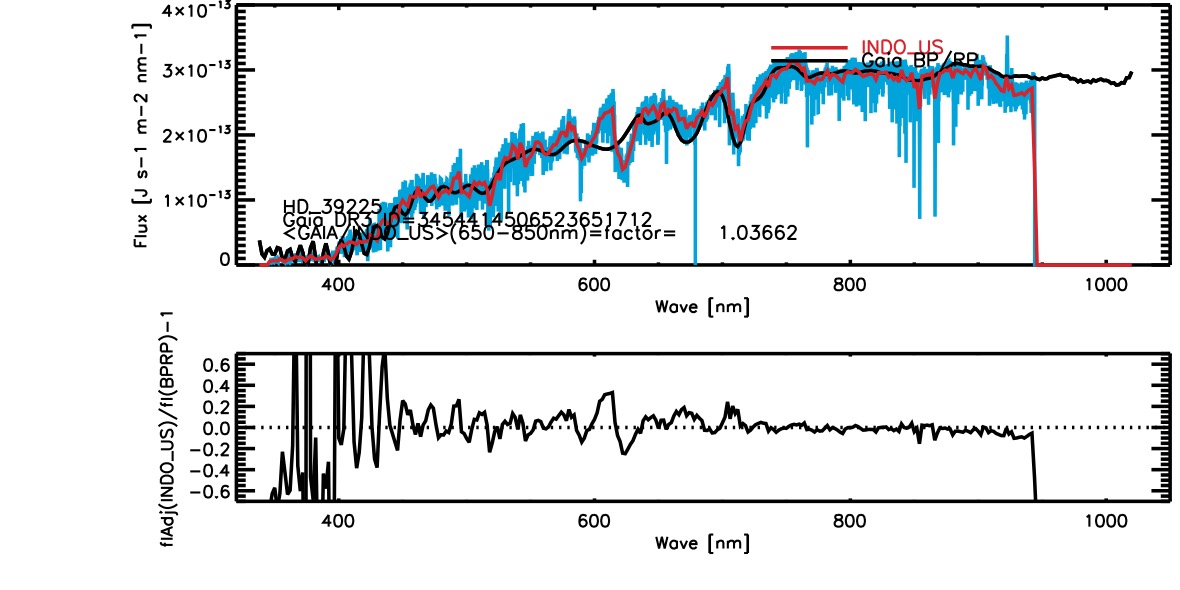 4×10−13
3×10−13
2×10−13
1×10−13
0
Flux [J s−1 m−2 nm−1]
INDO_US
Gaia BP/RP
HD_39225
Gaia DR3 ID=3454414506523651712
<GAIA/INDO_US>(650−850nm)=factor= 1.03662
400 600 800 1000
Wave [nm]
flAdj(INDO_US)/fl(BPRP)−1
0.6
0.4
0.2
0.0
−0.2
−0.4
−0.6
400 600 800 1000
Wave [nm]